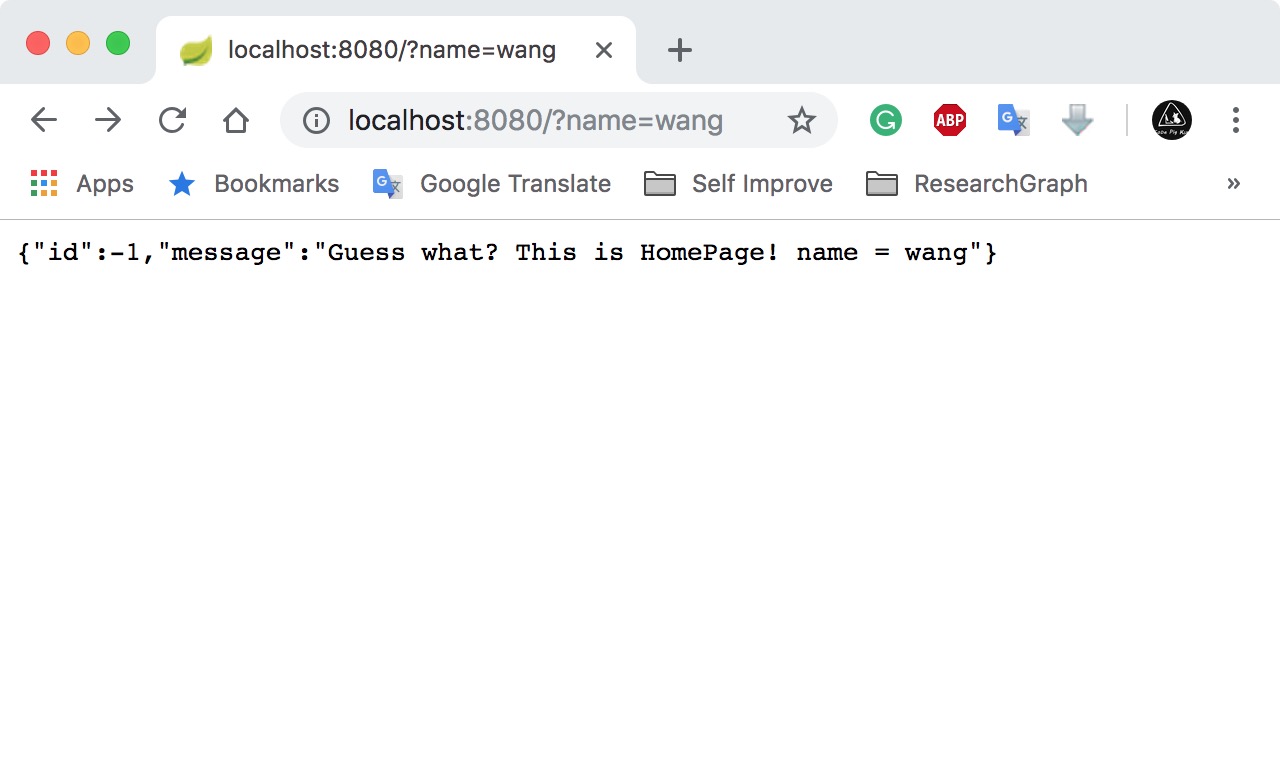 localhost:8080/?name=wang
localhost:8080/?name=wang
ABP
G
Apps Bookmarks Google Translate Self Improve ResearchGraph »
{"id":-1,"message":"Guess what? This is HomePage! name = wang"}